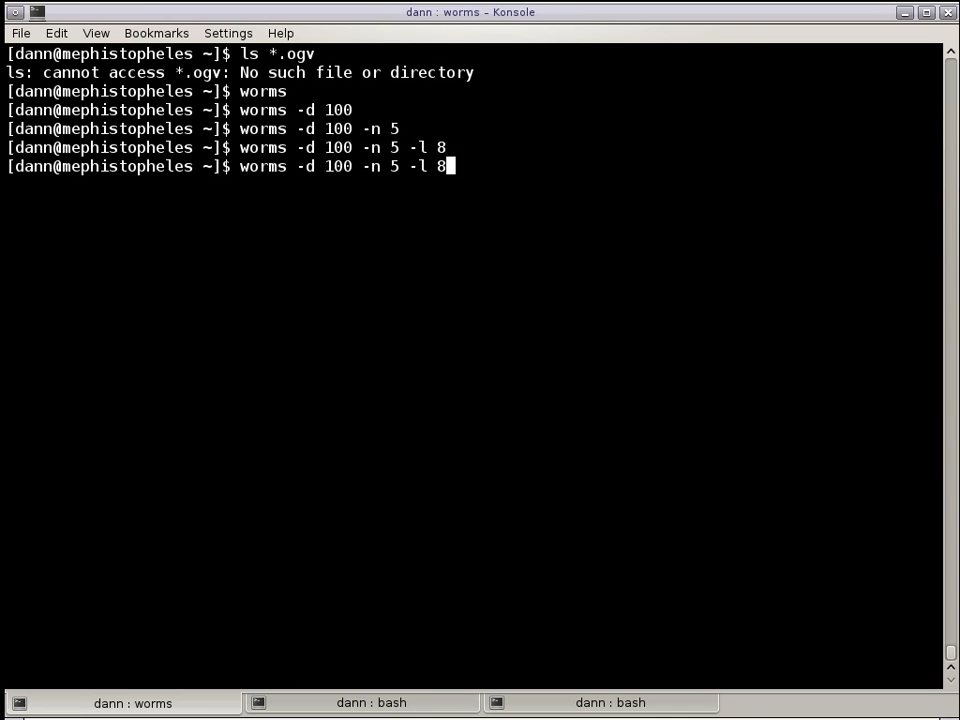 dann : worms – Konsole
File Edit View Bookmarks Settings Help
[dann@mephistopheles ~]$ ls *.ogv
ls: cannot access *.ogv: No such file or directory
[dann@mephistopheles ~]$ worms
[dann@mephistopheles ~]$ worms -d 100
[dann@mephistopheles ~]$ worms -d 100 -n 5
[dann@mephistopheles ~]$ worms -d 100 -n 5 -l 8
[dann@mephistopheles ~]$ worms -d 100 -n 5 -l 8
dann : worms dann : bash dann : bash